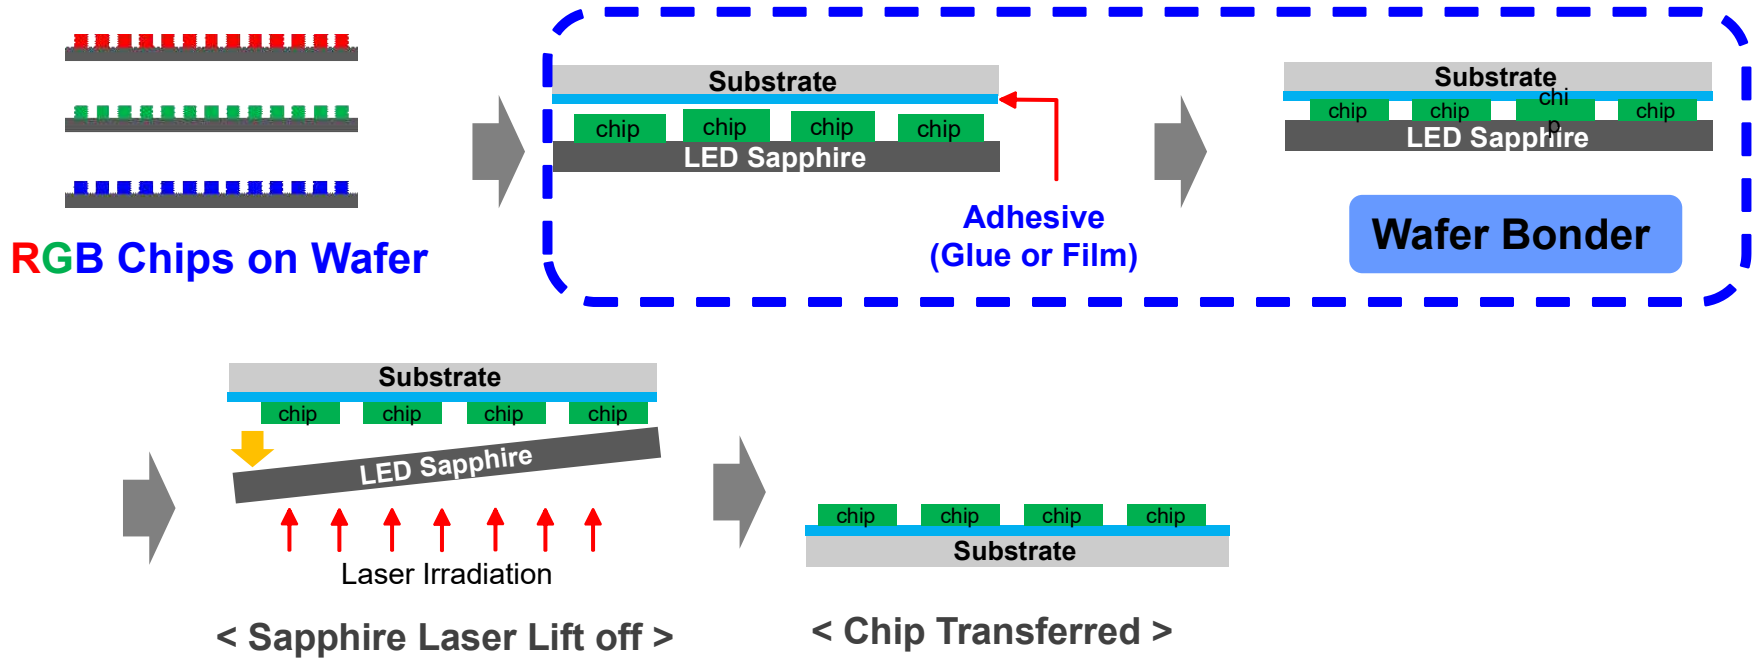 RGB Chips on Wafer
Substrate
chip chip chip chip
LED Sapphire
Adhesive
(Glue or Film)
Substrate
chip chip chi chip
p
LED Sapphire
Wafer Bonder
Substrate
chip chip chip chip
LED Sapphire
Laser Irradiation
< Sapphire Laser Lift off >
chip chip chip chip
Substrate
< Chip Transferred >